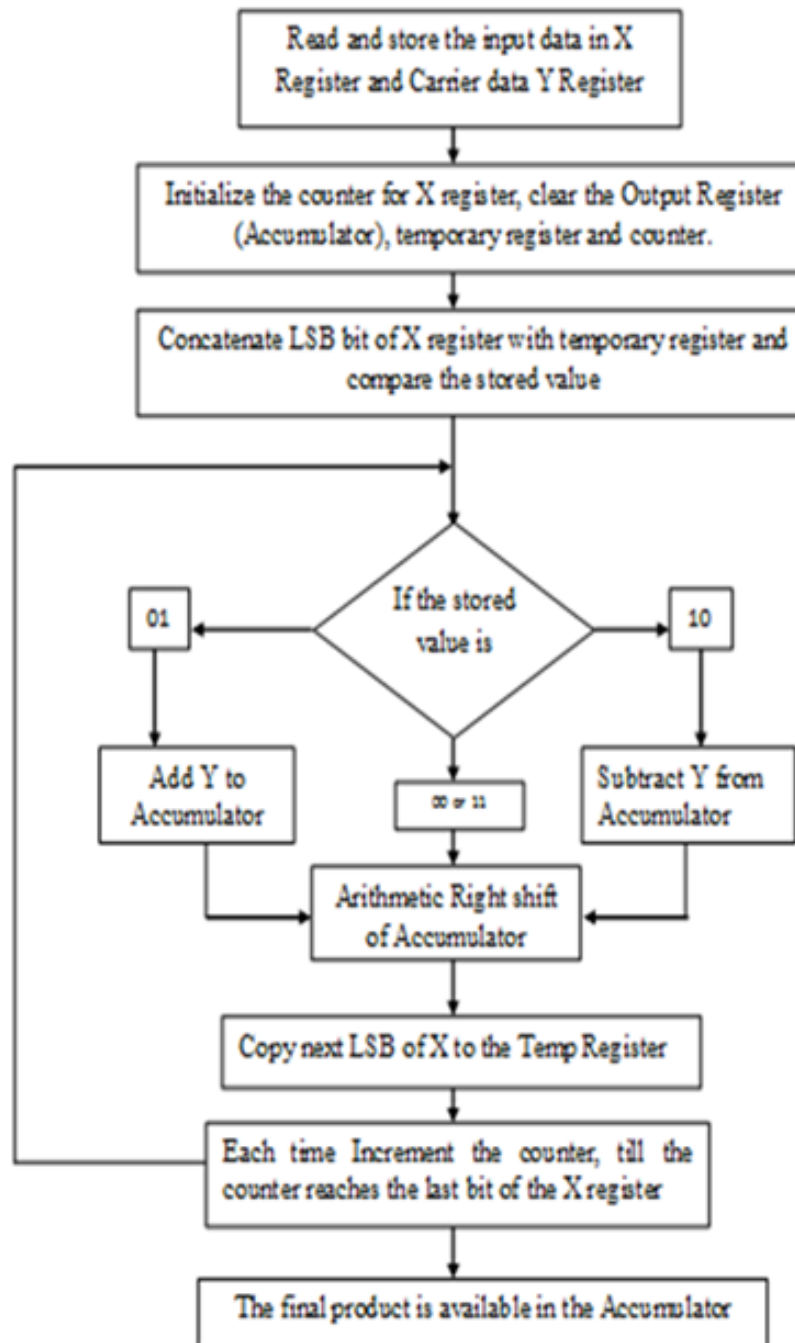 Read and store the input data in X
Register and Carrier data Y Register
Initialize the counter for X register, clear the Output Register
(Accumulator), temporary register and counter.
Concatenate LSB bit of X register with temporary register and
compare the stored value
If the stored
value is
01
10
Add Y to
Accumulator
00 or 11
Subtract Y from
Accumulator
Arithmetic Right shift
of Accumulator
Copy next LSB of X to the Temp Register
Each time Increment the counter, till the
counter reaches the last bit of the X register
The final product is available in the Accumulator